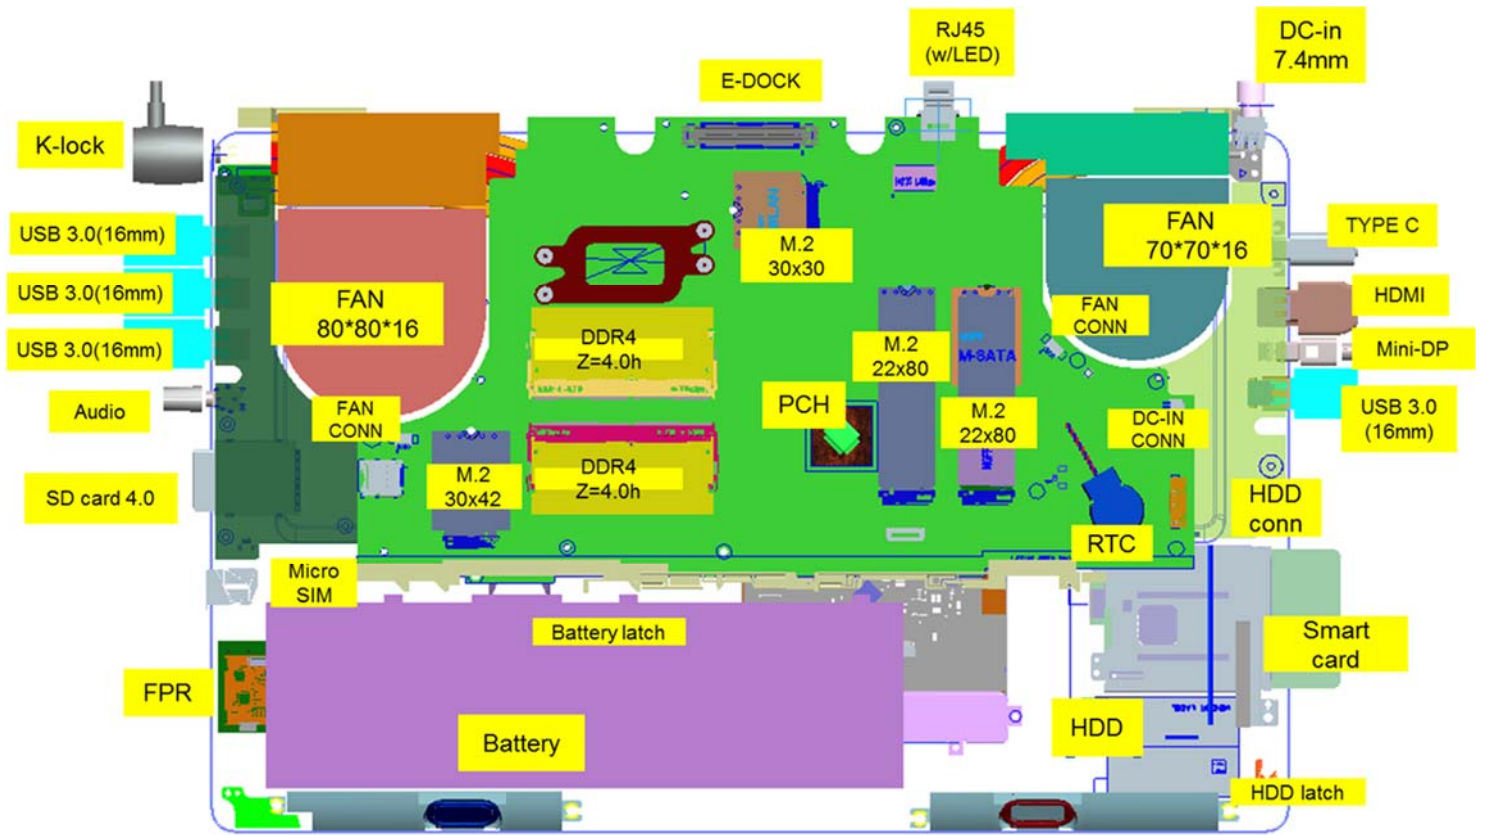 RJ45
(w/LED)
DC-in
7.4mm
E-DOCK
K-lock
USB 3.0(16mm)
FAN
70*70*16
TYPE C
M.2
30x30
USB 3.0(16mm)
FAN
80*80*16
HDMI
FAN
CONN
USB 3.0(16mm)
DDR4
Z=4.0h
M.2
22x80
M-SATA
Mini-DP
Audio
FAN
CONN
PCH
M.2
22x80
DC-IN
CONN
USB 3.0
(16mm)
SD card 4.0
M.2
30x42
DDR4
Z=4.0h
HDD
conn
RTC
Micro
SIM
Battery latch
Smart
card
FPR
Battery
HDD
HDD latch